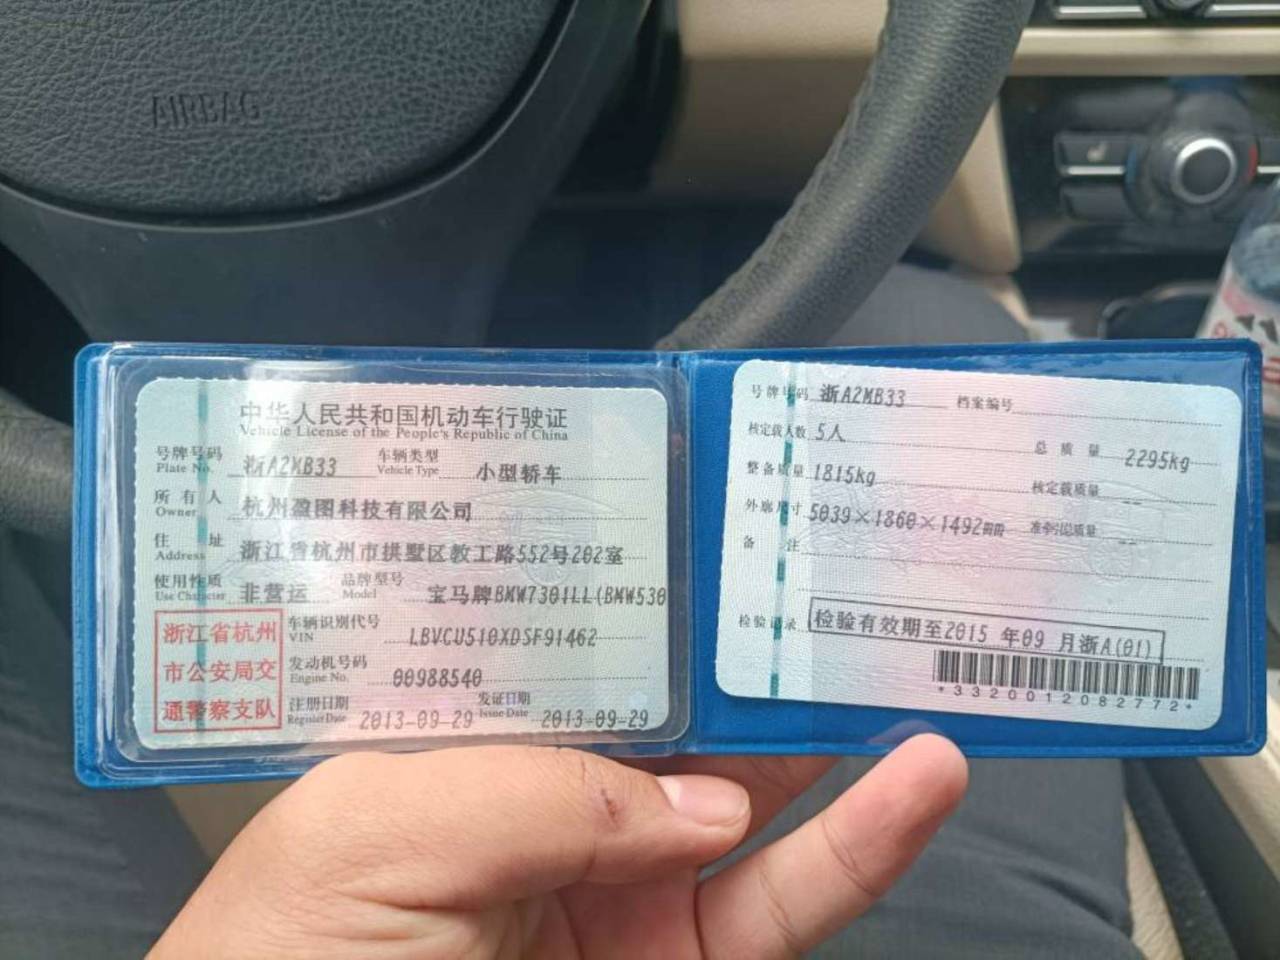 AIRBAG
中华人民共和国机动车行驶证
Vehicle License of the People's Republic of China
号牌号码 浙A2MB33 车辆类型 小型轿车
Plate No. Vehicle Type
所有人 杭州盈图科技有限公司
Owner
住址 浙江省杭州市拱墅区教工路552号202室
Address
使用性质 非营运 品牌型号 宝马牌BMW7301LL(BMW530
Use Character Model
浙江省杭州
市公安局交
通警察支队
车辆识别代号 LBVCU510XDSF91462
VIN
发动机号码 00988540
Engine No.
注册日期 2013-09-29 发证日期 2013-09-29
Register Date Issue Date
号牌号码 浙A2MB33 档案编号
核定载人数 5人 总质量 2295kg
整备质量 1815kg 核定载质量 --
外廓尺寸 5039×1860×1492mm 准牵引总质量 --
备注
检验记录 检验有效期至2015 年09 月浙A(01)
*3320012082772*